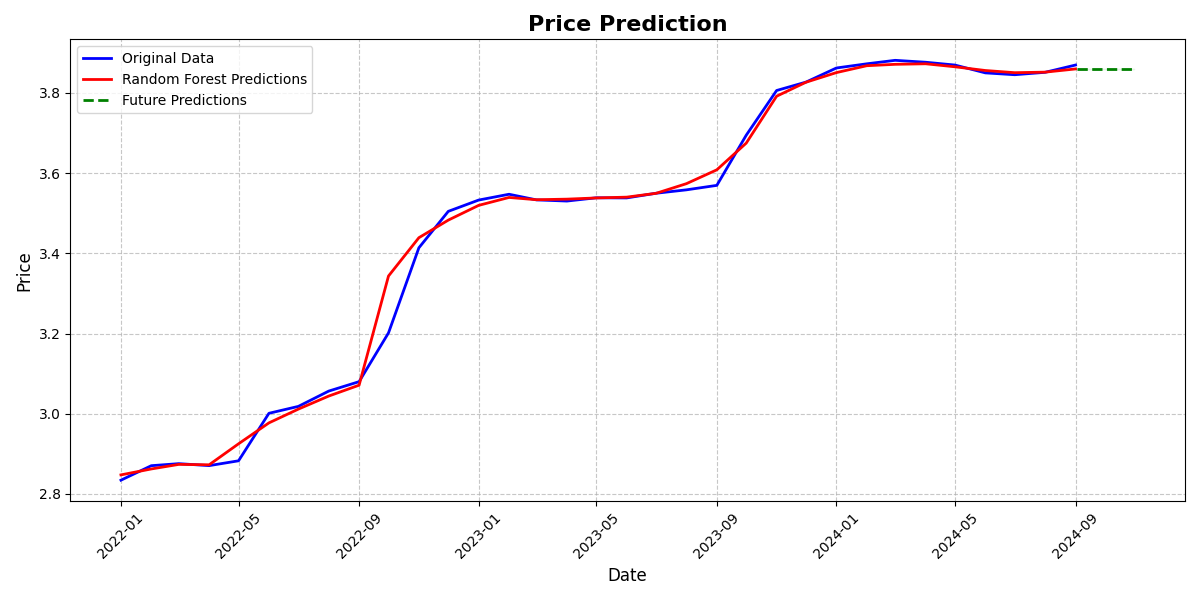 Price Prediction
Original Data
Random Forest Predictions
Future Predictions
Price
3.8
3.6
3.4
3.2
3.0
2.8
2022-01
2022-05
2022-09
2023-01
2023-05
2023-09
2024-01
2024-05
2024-09
Date